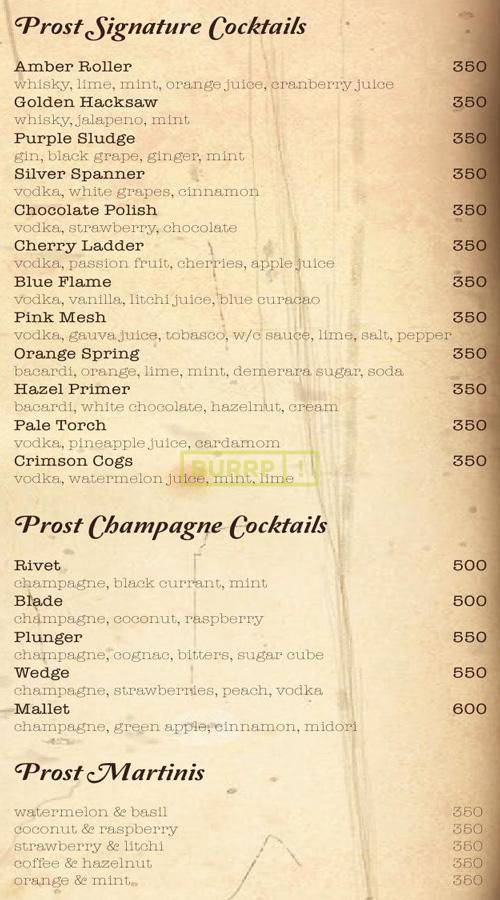 Prost Signature Cocktails
Amber Roller 350
whisky, lime, mint, orange juice, cranberry juice
Golden Hacksaw 350
whisky, jalapeno, mint
Purple Sludge 350
gin, black grape, ginger, mint
Silver Spanner 350
vodka, white grapes, cinnamon
Chocolate Polish 350
vodka, strawberry, chocolate
Cherry Ladder 350
vodka, passion fruit, cherries, apple juice
Blue Flame 350
vodka, vanilla, litchi juice, blue curacao
Pink Mesh 350
vodka, gauva juice, tobasco, w/c sauce, lime, salt, pepper
Orange Spring 350
bacardi, orange, lime, mint, demerara sugar, soda
Hazel Primer 350
bacardi, white chocolate, hazelnut, cream
Pale Torch 350
vodka, pineapple juice, cardamom
Crimson Cogs 350
vodka, watermelon juice, mint, lime
BURRP!
Prost Champagne Cocktails
Rivet 500
champagne, black currant, mint
Blade 500
champagne, coconut, raspberry
Plunger 550
champagne, cognac, bitters, sugar cube
Wedge 550
champagne, strawberries, peach, vodka
Mallet 600
champagne, green apple, cinnamon, midori
Prost Martinis
watermelon & basil 350
coconut & raspberry 350
strawberry & litchi 350
coffee & hazelnut 350
orange & mint 350